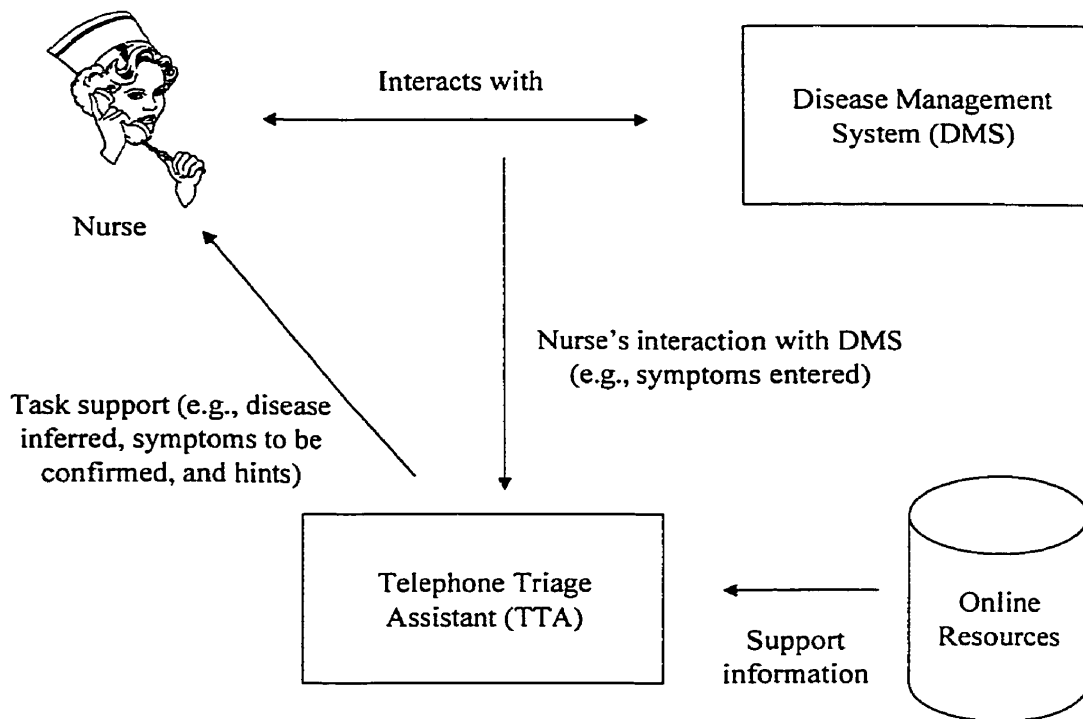 Interacts with
Disease Management
System (DMS)
Nurse
Nurse's interaction with DMS
(e.g., symptoms entered)
Task support (e.g., disease
inferred, symptoms to be
confirmed, and hints)
Telephone Triage
Assistant (TTA)
Online
Resources
Support
information